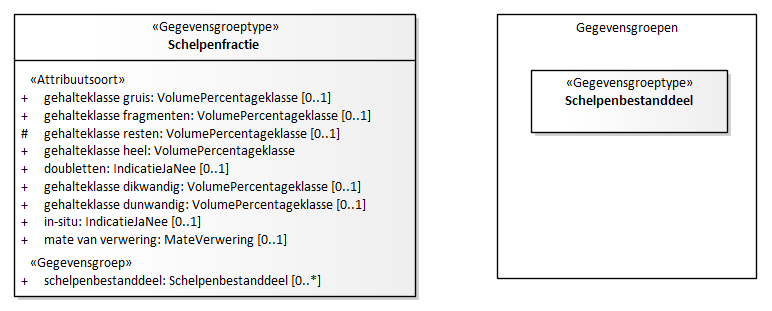 «Gegevensgroeptype»
Schelpenfractie
«Attribuutsoort»
+ gehalteklasse gruis: VolumePercentageklasse [0..1]
+ gehalteklasse fragmenten: VolumePercentageklasse [0..1]
# gehalteklasse resten: VolumePercentageklasse [0..1]
+ gehalteklasse heel: VolumePercentageklasse
+ doubletten: IndicatieJaNee [0..1]
+ gehalteklasse dikwandig: VolumePercentageklasse [0..1]
+ gehalteklasse dunwandig: VolumePercentageklasse [0..1]
+ in-situ: IndicatieJaNee [0..1]
+ mate van verwering: MateVerwering [0..1]
«Gegevensgroep»
+ schelpenbestanddeel: Schelpenbestanddeel [0..*]
Gegevensgroepen
«Gegevensgroeptype»
Schelpenbestanddeel